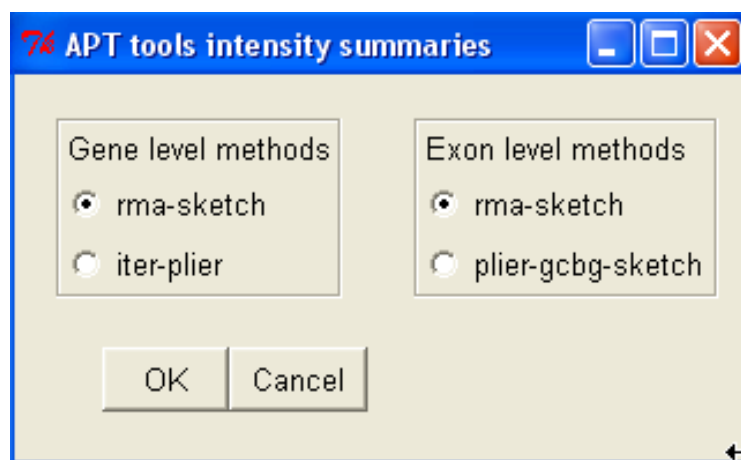 APT tools intensity summaries
Gene level methods
rma-sketch
iter-plier
Exon level methods
rma-sketch
plier-gcbg-sketch
OK
Cancel